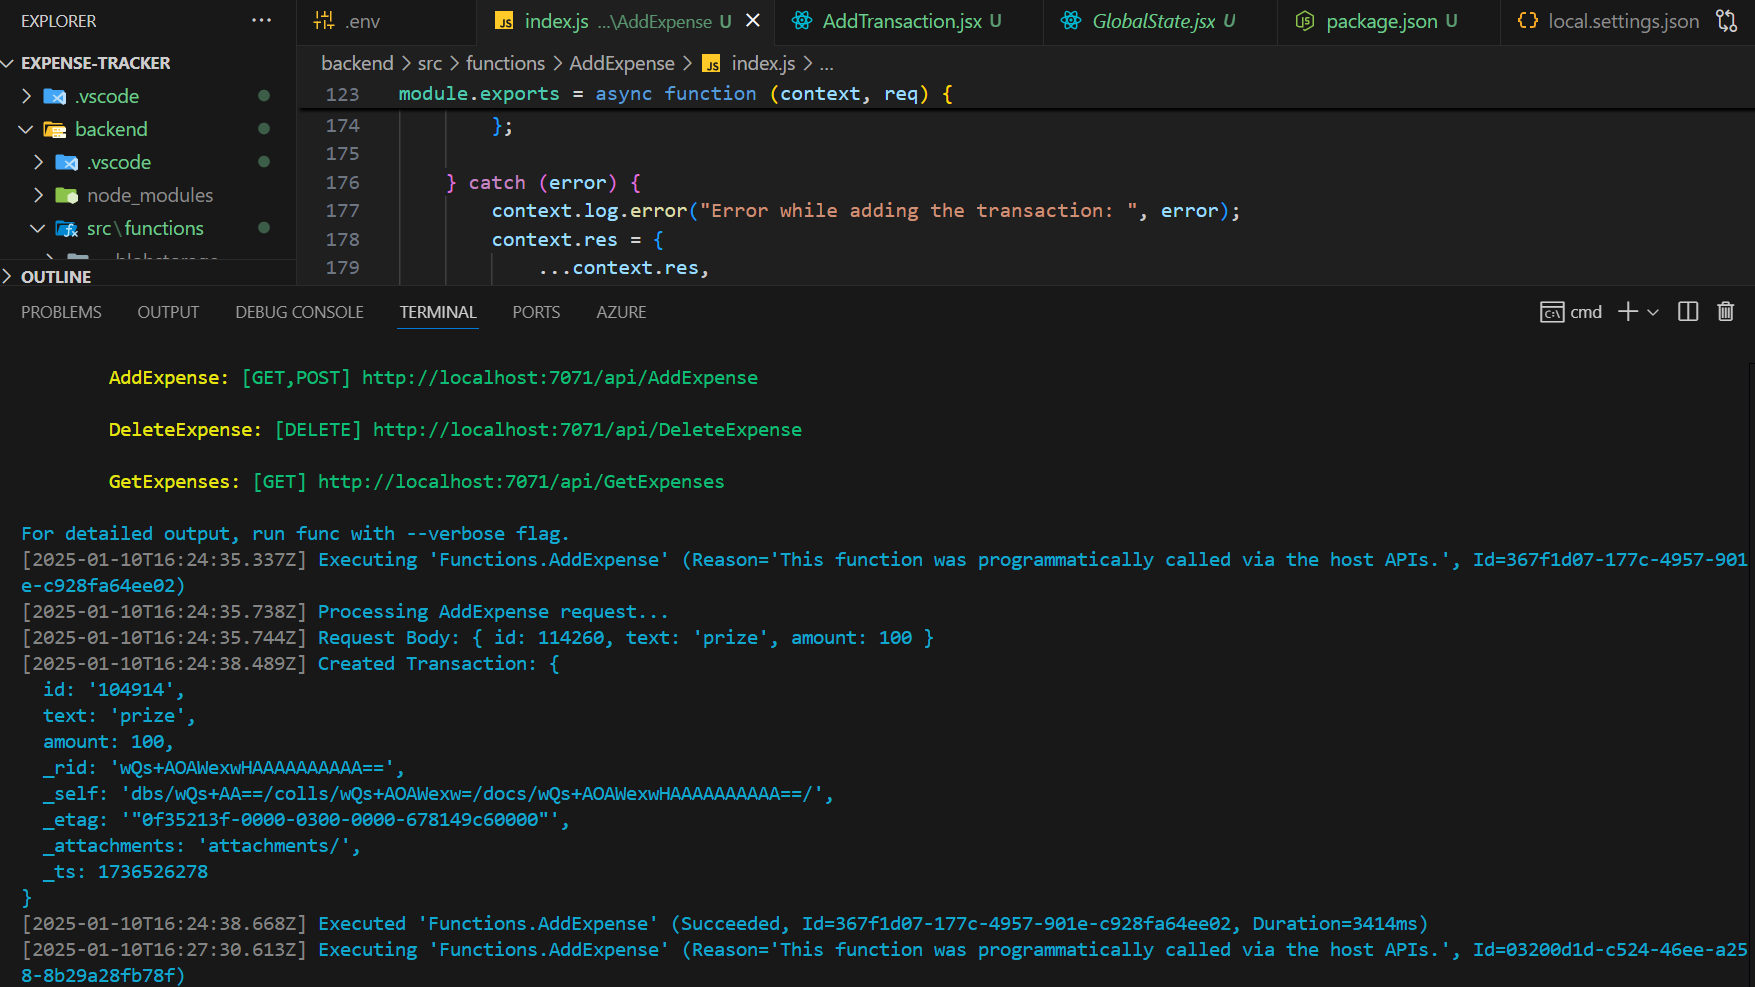 EXPLORER ...
.env
index.js ...\AddExpense U
AddTransaction.jsx U
GlobalState.jsx U
package.json U
local.settings.json
EXPENSE-TRACKER
.vscode
backend
.vscode
node_modules
src\functions
OUTLINE
backend > src > functions > AddExpense > index.js > ...
123 module.exports = async function (context, req) {
174 };
175
176 } catch (error) {
177 context.log.error("Error while adding the transaction: ", error);
178 context.res = {
179 ...context.res,
PROBLEMS OUTPUT DEBUG CONSOLE TERMINAL PORTS AZURE
cmd
AddExpense: [GET,POST] http://localhost:7071/api/AddExpense
DeleteExpense: [DELETE] http://localhost:7071/api/DeleteExpense
GetExpenses: [GET] http://localhost:7071/api/GetExpenses
For detailed output, run func with --verbose flag.
[2025-01-10T16:24:35.337Z] Executing 'Functions.AddExpense' (Reason='This function was programmatically called via the host APIs.', Id=367f1d07-177c-4957-901
e-c928fa64ee02)
[2025-01-10T16:24:35.738Z] Processing AddExpense request...
[2025-01-10T16:24:35.744Z] Request Body: { id: 114260, text: 'prize', amount: 100 }
[2025-01-10T16:24:38.489Z] Created Transaction: {
id: '104914',
text: 'prize',
amount: 100,
_rid: 'wQs+AOAWexwHAAAAAAAAAA==',
_self: 'dbs/wQs+AA==/colls/wQs+AOAWexw=/docs/wQs+AOAWexwHAAAAAAAAAA==/',
_etag: '"0f35213f-0000-0300-0000-678149c60000"',
_attachments: 'attachments/',
_ts: 1736526278
}
[2025-01-10T16:24:38.668Z] Executed 'Functions.AddExpense' (Succeeded, Id=367f1d07-177c-4957-901e-c928fa64ee02, Duration=3414ms)
[2025-01-10T16:27:30.613Z] Executing 'Functions.AddExpense' (Reason='This function was programmatically called via the host APIs.', Id=03200d1d-c524-46ee-a25
8-8b29a28fb78f)